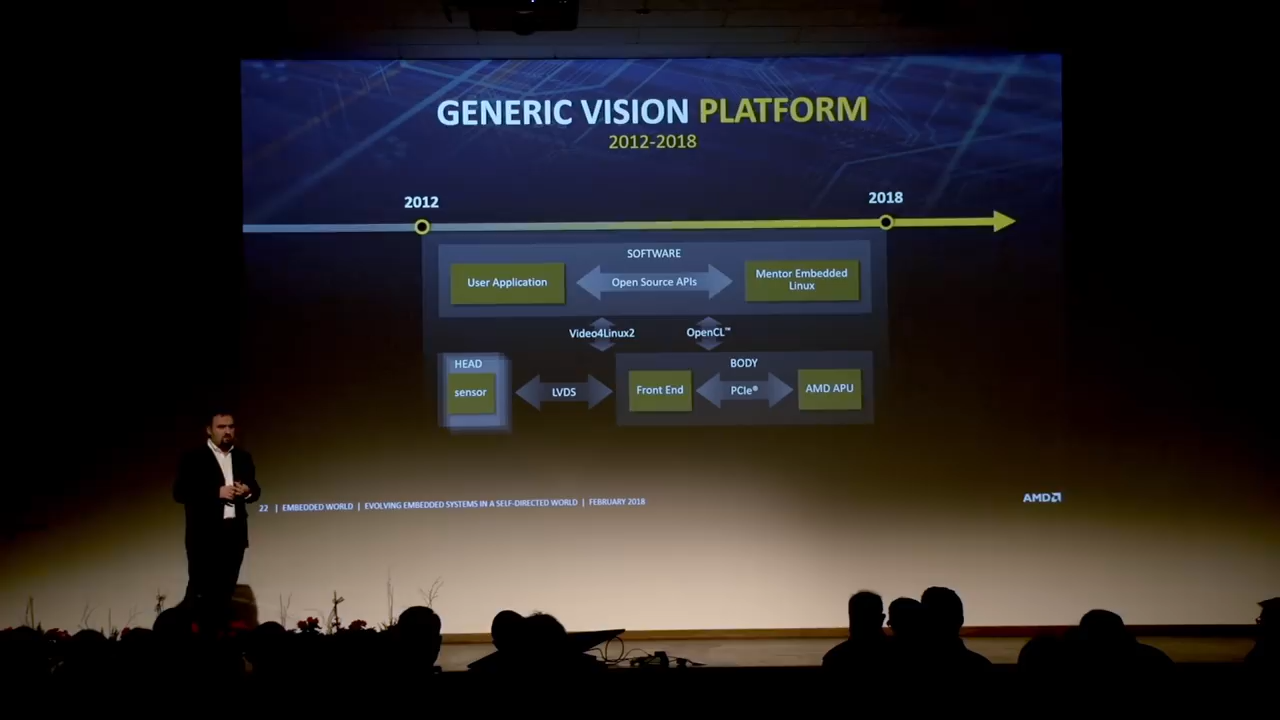 GENERIC VISION PLATFORM
2012-2018
2012
2018
SOFTWARE
User Application
Open Source APIs
Mentor Embedded
Linux
Video4Linux2
OpenCL™
HEAD
sensor
LVDS
BODY
Front End
PCIe®
AMD APU
22 | EMBEDDED WORLD | EVOLVING EMBEDDED SYSTEMS IN A SELF-DIRECTED WORLD | FEBRUARY 2018
AMD